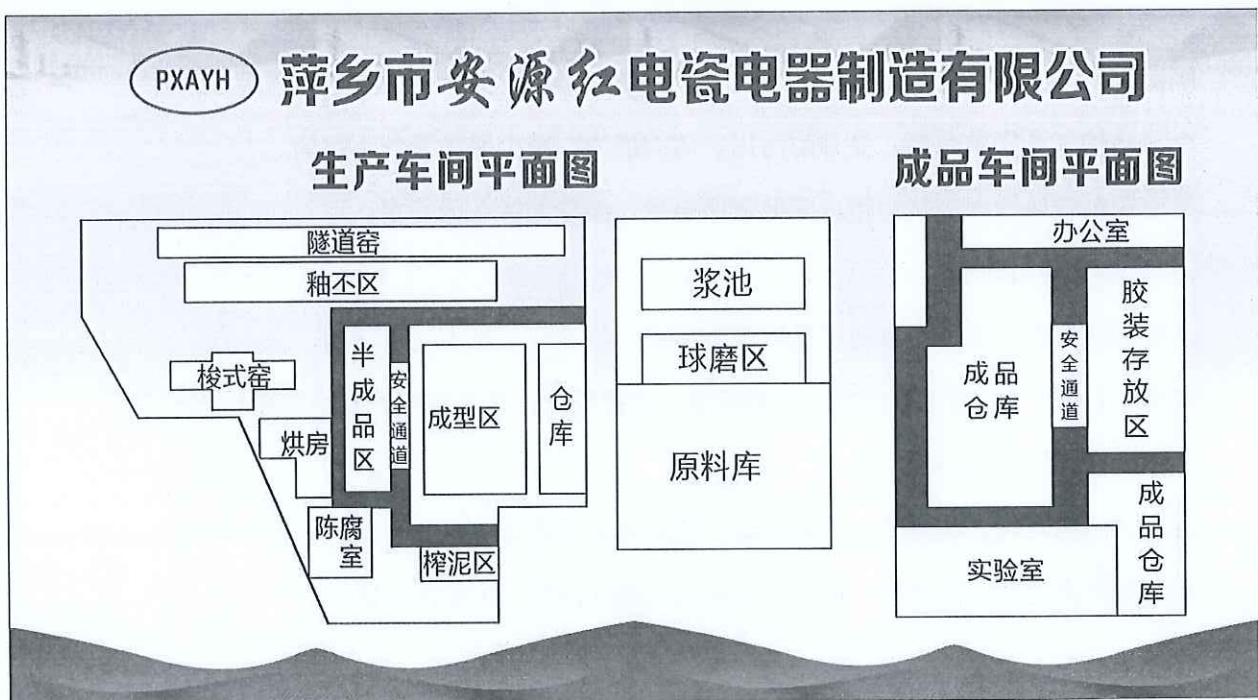 PXAYH
萍乡市安源红电瓷电器制造有限公司
生产车间平面图
隧道窑
釉丕区
梭式窑
烘房
半成品区
安全通道
成型区
仓库
陈腐室
榨泥区
浆池
球磨区
原料库
成品车间平面图
办公室
成品仓库
安全通道
胶装存放区
成品仓库
实验室